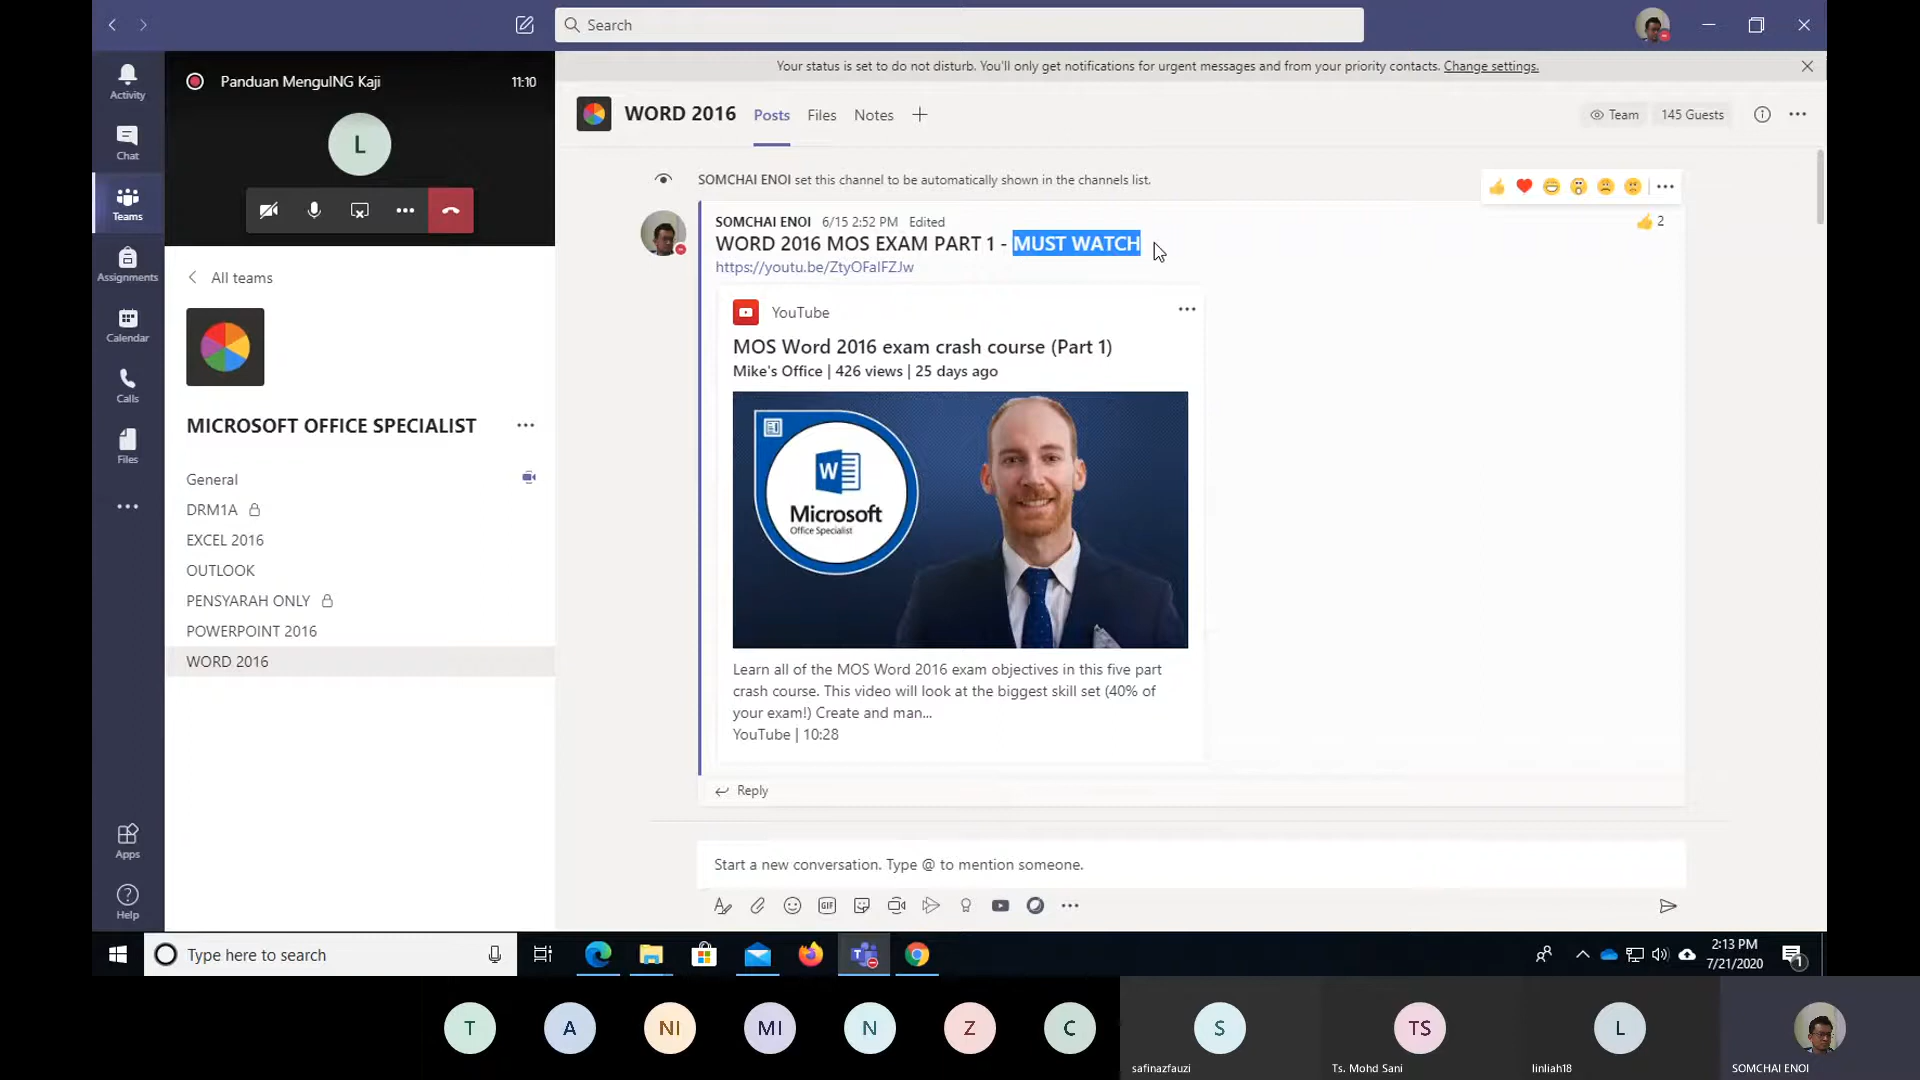 Search
Your status is set to do not disturb. You'll only get notifications for urgent messages and from your priority contacts. Change settings.
Activity
Chat
Teams
Assignments
Calendar
Calls
Files
Apps
Help
Panduan MenguING Kaji
11:10
L
All teams
MICROSOFT OFFICE SPECIALIST
General
DRM1A
EXCEL 2016
OUTLOOK
PENSYARAH ONLY
POWERPOINT 2016
WORD 2016
WORD 2016 Posts Files Notes
Team 145 Guests
SOMCHAI ENOI set this channel to be automatically shown in the channels list.
SOMCHAI ENOI 6/15 2:52 PM Edited
2
WORD 2016 MOS EXAM PART 1 - MUST WATCH
https://youtu.be/ZtyOFaIFZJw
YouTube
MOS Word 2016 exam crash course (Part 1)
Mike's Office | 426 views | 25 days ago
W
Microsoft
Office Specialist
Learn all of the MOS Word 2016 exam objectives in this five part
crash course. This video will look at the biggest skill set (40% of
your exam!) Create and man...
YouTube | 10:28
Reply
Start a new conversation. Type @ to mention someone.
GIF
Type here to search
2:13 PM
7/21/2020
1
T
A
NI
MI
N
Z
C
S
safinazfauzi
TS
Ts. Mohd Sani
L
linliah18
SOMCHAI ENOI